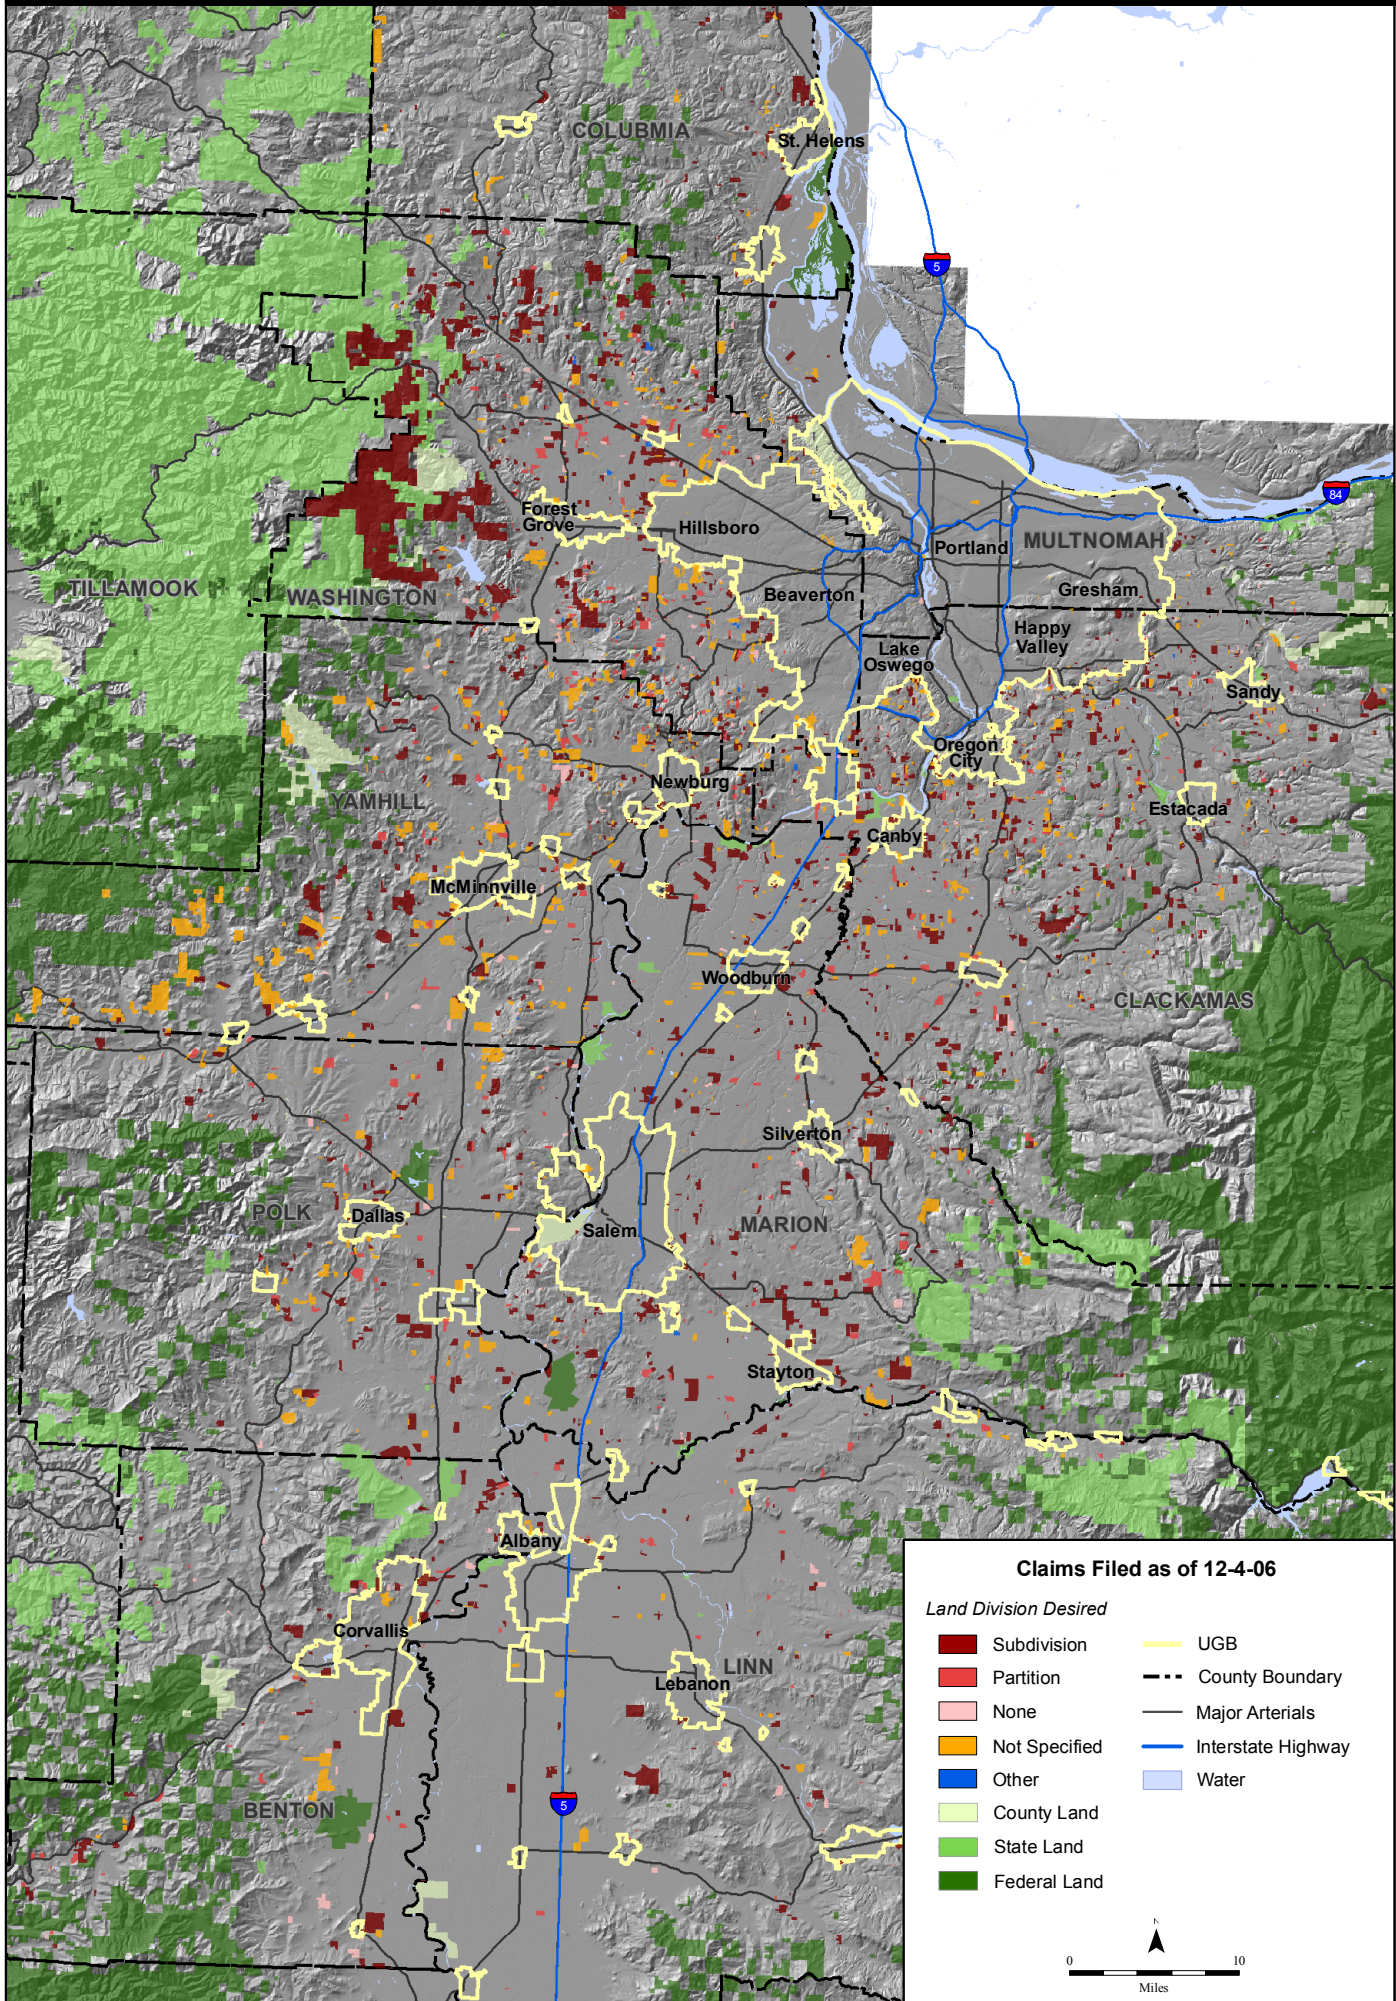 COLUBMIA
St. Helens
5
84
Forest
Grove
Hillsboro
Portland
MULTNOMAH
TILLAMOOK
WASHINGTON
Beaverton
Gresham
Happy
Valley
Lake
Oswego
Sandy
Oregon
City
Newburg
YAMHILL
Estacada
Canby
McMinnville
Woodburn
CLACKAMAS
Silverton
POLK
Dallas
Salem
MARION
Stayton
Albany
Corvallis
LINN
Lebanon
BENTON
5
Claims Filed as of 12-4-06
Land Division Desired
Subdivision
Partition
None
Not Specified
Other
County Land
State Land
Federal Land
UGB
County Boundary
Major Arterials
Interstate Highway
Water
N
0 10
Miles